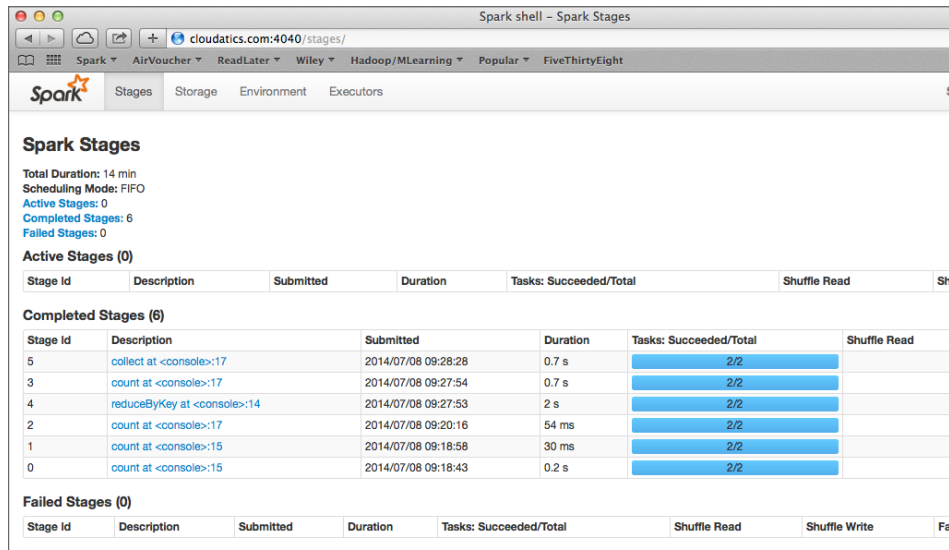 Spark shell – Spark Stages
cloudatics.com:4040/stages/
Spark AirVoucher ReadLater Wiley Hadoop/MLearning Popular FiveThirtyEight
Spark Stages Storage Environment Executors
Spark Stages
Total Duration: 14 min
Scheduling Mode: FIFO
Active Stages: 0
Completed Stages: 6
Failed Stages: 0
Active Stages (0)
Stage Id Description Submitted Duration Tasks: Succeeded/Total Shuffle Read Sh
Completed Stages (6)
Stage Id Description Submitted Duration Tasks: Succeeded/Total Shuffle Read
5 collect at <console>:17 2014/07/08 09:28:28 0.7 s 2/2
3 count at <console>:17 2014/07/08 09:27:54 0.7 s 2/2
4 reduceByKey at <console>:14 2014/07/08 09:27:53 2 s 2/2
2 count at <console>:17 2014/07/08 09:20:16 54 ms 2/2
1 count at <console>:15 2014/07/08 09:18:58 30 ms 2/2
0 count at <console>:15 2014/07/08 09:18:43 0.2 s 2/2
Failed Stages (0)
Stage Id Description Submitted Duration Tasks: Succeeded/Total Shuffle Read Shuffle Write Fa